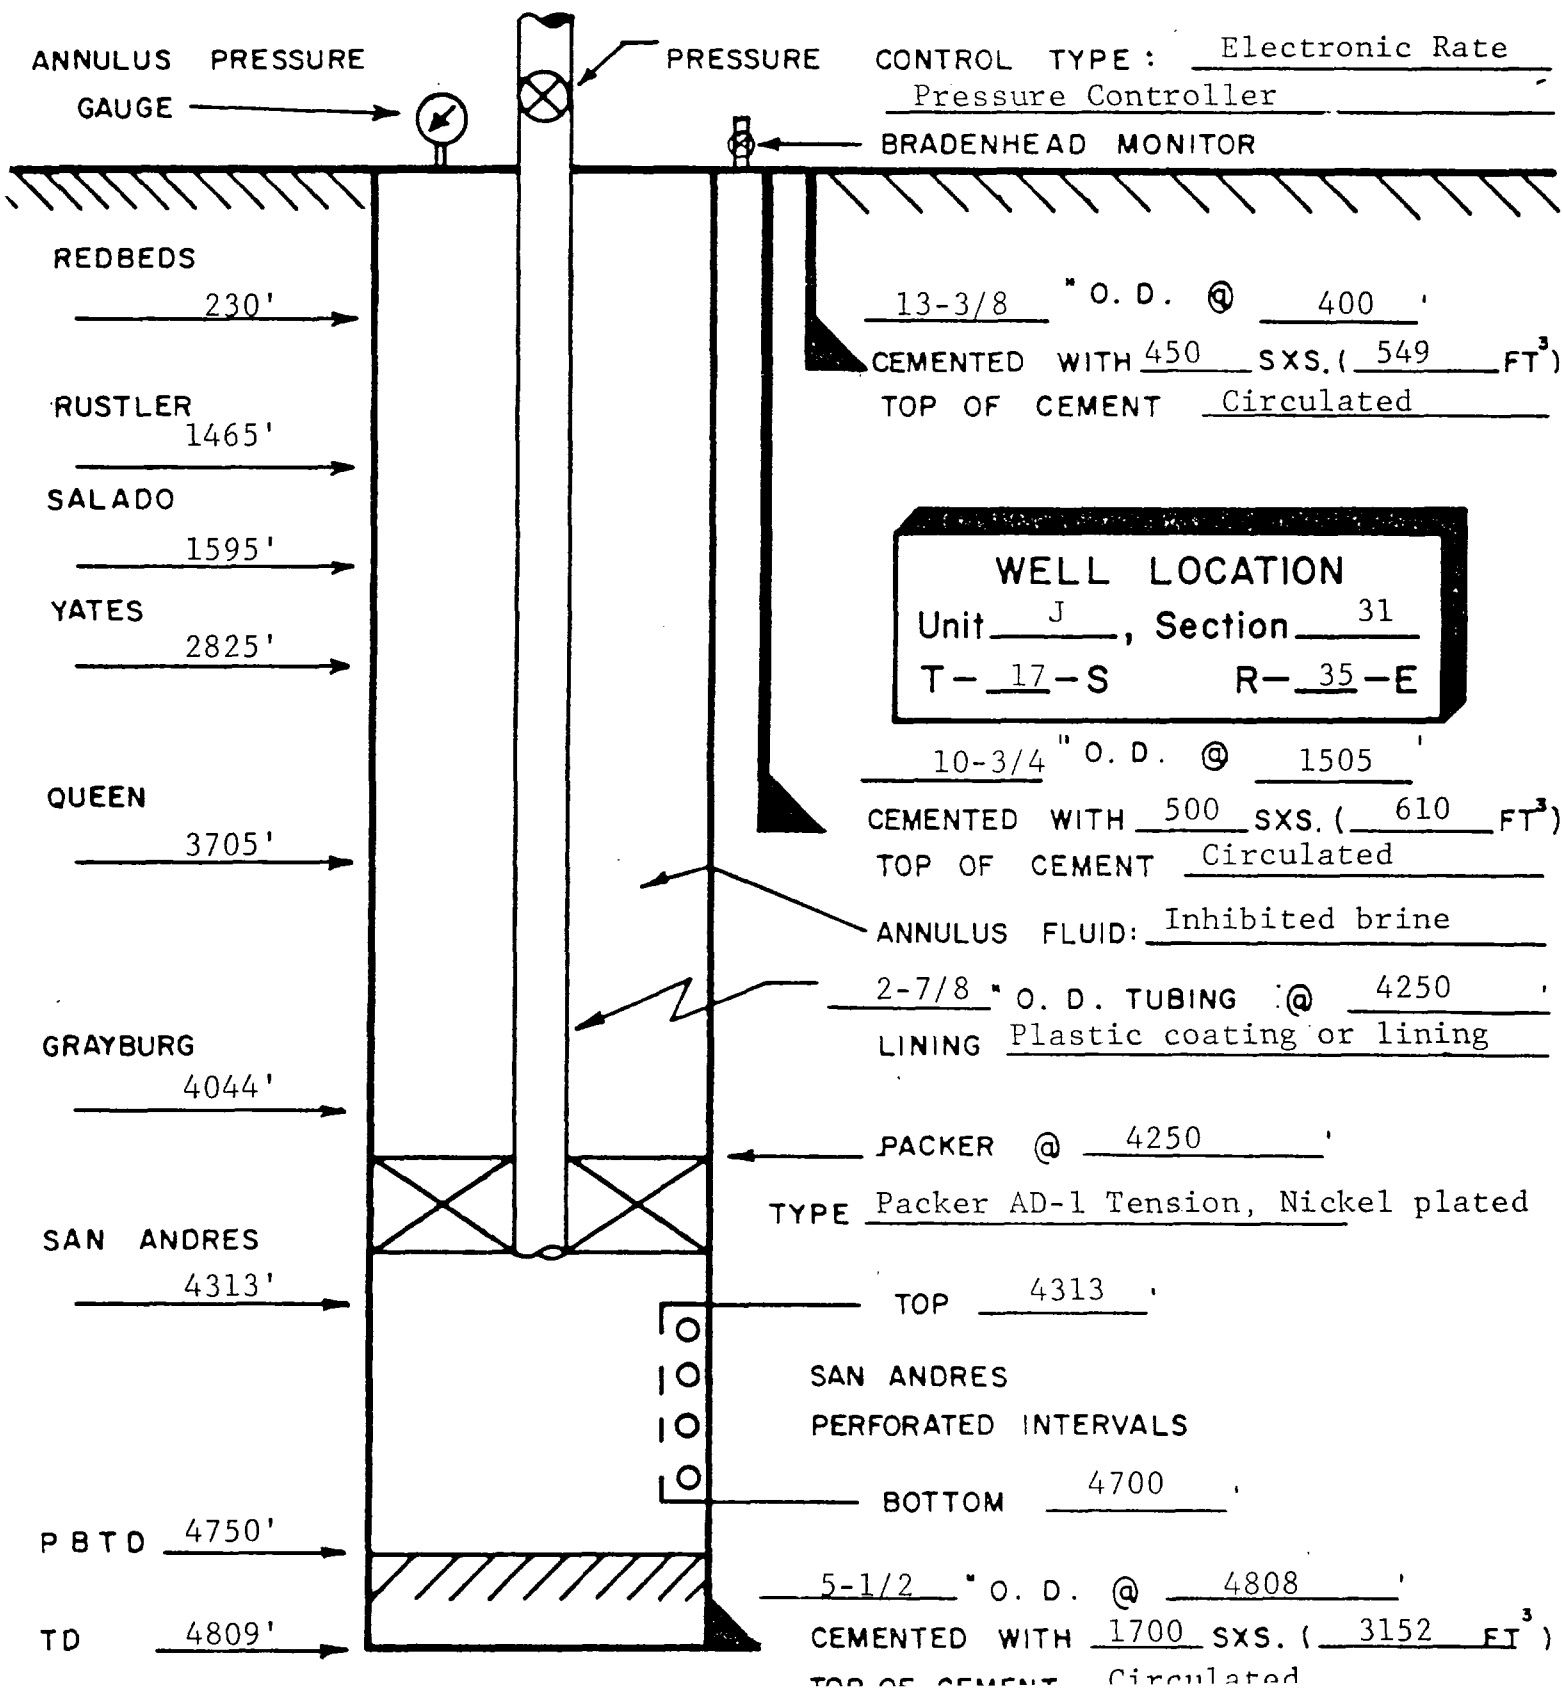 ANNULUS PRESSURE
GAUGE
PRESSURE CONTROL TYPE: Electronic Rate
Pressure Controller
BRADENHEAD MONITOR
REDBEDS
230'
13-3/8 " O. D. @ 400 '
CEMENTED WITH 450 SXS. ( 549 FT³)
TOP OF CEMENT Circulated
RUSTLER
1465'
SALADO
1595'
YATES
2825'
WELL LOCATION
Unit J, Section 31
T- 17 -S R- 35 -E
10-3/4 " O. D. @ 1505 '
CEMENTED WITH 500 SXS. ( 610 FT³)
TOP OF CEMENT Circulated
QUEEN
3705'
ANNULUS FLUID: Inhibited brine
2-7/8 " O. D. TUBING @ 4250 '
LINING Plastic coating or lining
GRAYBURG
4044'
PACKER @ 4250 '
TYPE Packer AD-1 Tension, Nickel plated
SAN ANDRES
4313'
TOP 4313 '
SAN ANDRES
PERFORATED INTERVALS
BOTTOM 4700 '
PBTD 4750'
5-1/2 " O. D. @ 4808 '
TD 4809'
CEMENTED WITH 1700 SXS. ( 3152 FT³)
TOP OF CEMENT Circulated